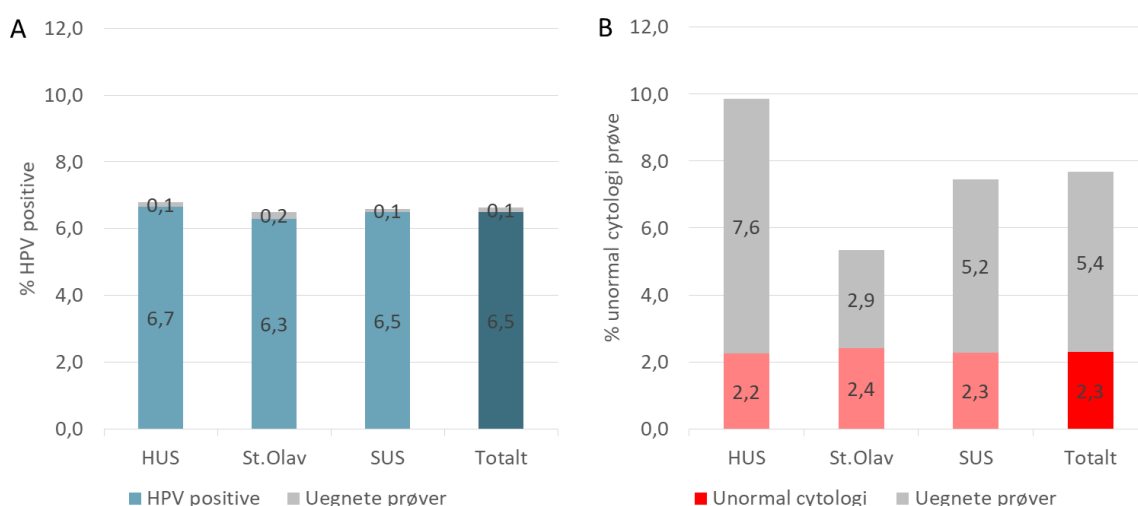 A
% HPV positive
12,0
10,0
8,0
6,0
4,0
2,0
0,0
0,1
0,2
0,1
0,1
6,7
6,3
6,5
6,5
HUS
St.Olav
SUS
Totalt
HPV positive
Uegnete prøver
B
% unormal cytologi prøve
12,0
10,0
8,0
6,0
4,0
2,0
0,0
7,6
2,9
5,2
5,4
2,2
2,4
2,3
2,3
HUS
St.Olav
SUS
Totalt
Unormal cytologi
Uegnete prøver